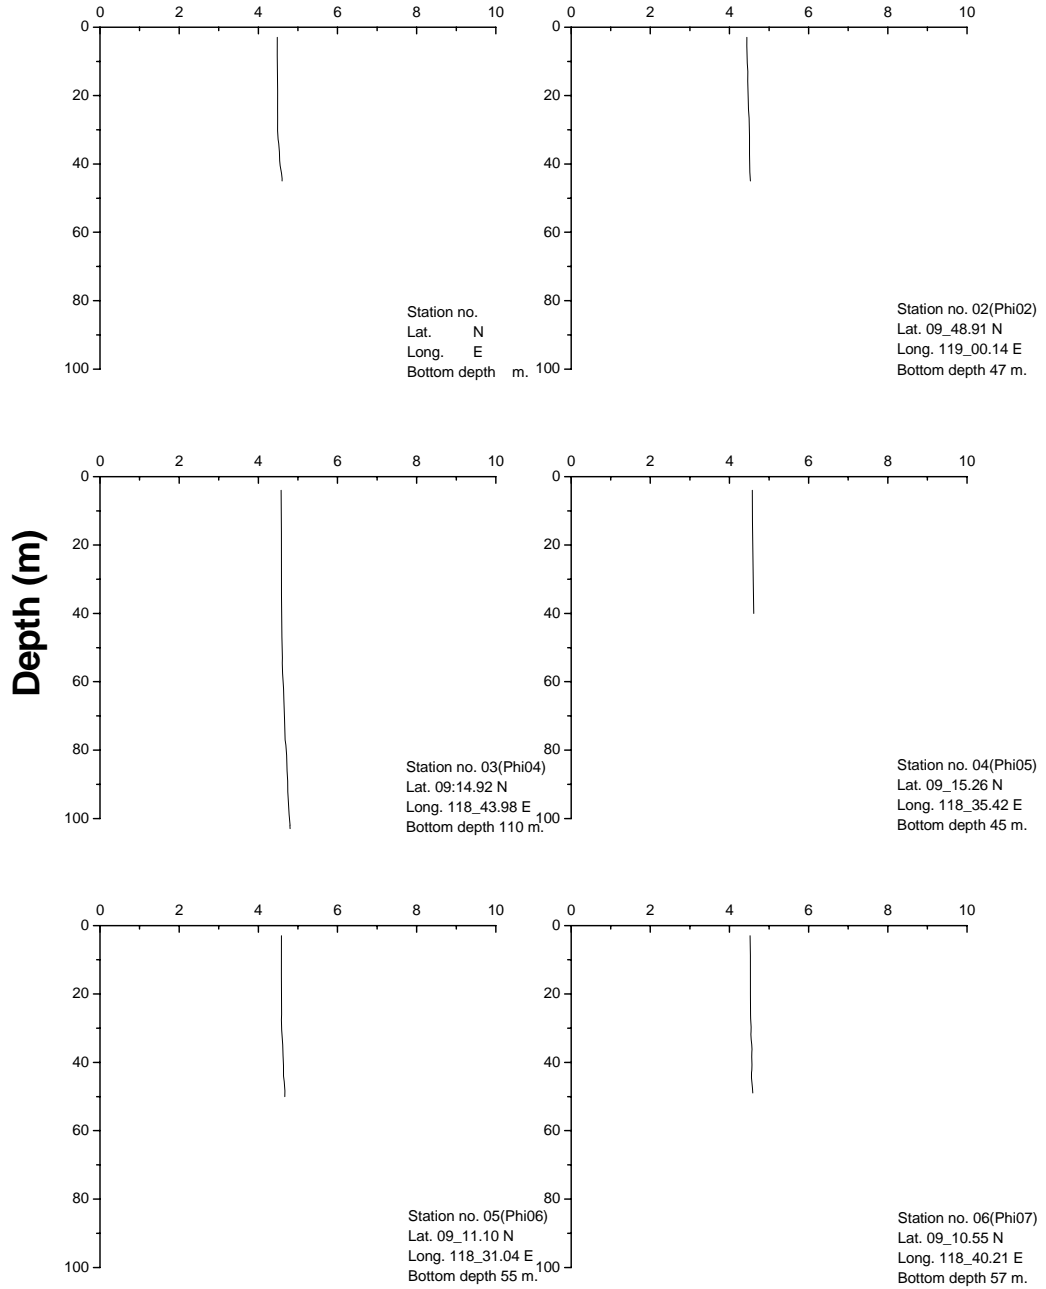 0 2 4 6 8 10
0
20
40
60
80
100
Station no.
Lat. N
Long. E
Bottom depth m.
0 2 4 6 8 10
0
20
40
60
80
100
Station no. 02(Phi02)
Lat. 09_48.91 N
Long. 119_00.14 E
Bottom depth 47 m.
Depth (m)
0 2 4 6 8 10
0
20
40
60
80
100
Station no. 03(Phi04)
Lat. 09:14.92 N
Long. 118_43.98 E
Bottom depth 110 m.
0 2 4 6 8 10
0
20
40
60
80
100
Station no. 04(Phi05)
Lat. 09_15.26 N
Long. 118_35.42 E
Bottom depth 45 m.
0 2 4 6 8 10
0
20
40
60
80
100
Station no. 05(Phi06)
Lat. 09_11.10 N
Long. 118_31.04 E
Bottom depth 55 m.
0 2 4 6 8 10
0
20
40
60
80
100
Station no. 06(Phi07)
Lat. 09_10.55 N
Long. 118_40.21 E
Bottom depth 57 m.